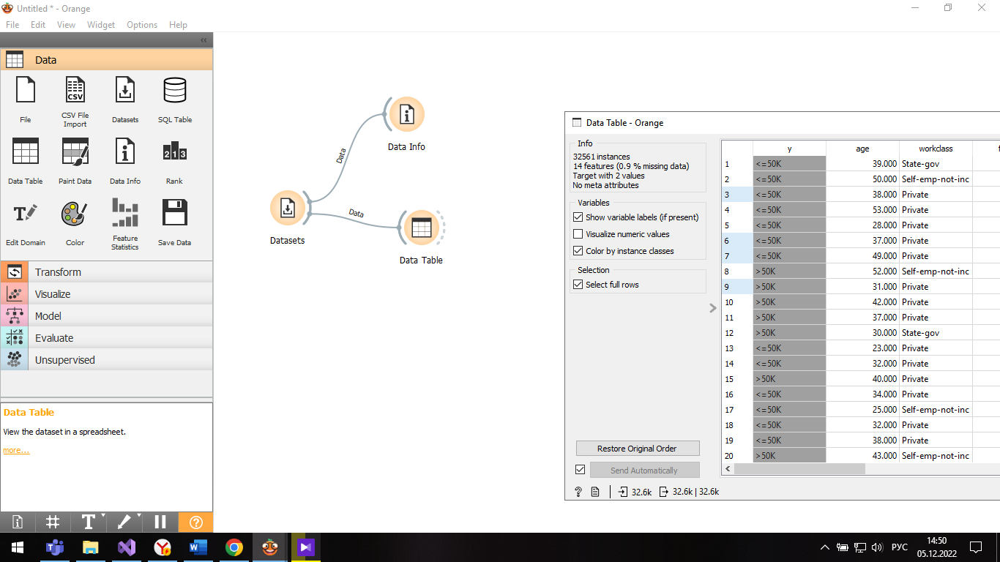 Untitled * - Orange
File Edit View Widget Options Help
Data
File
CSV File Import
Datasets
SQL Table
Data Table
Paint Data
Data Info
Rank
Edit Domain
Color
Feature Statistics
Save Data
Transform
Visualize
Model
Evaluate
Unsupervised
Data Table
View the dataset in a spreadsheet.
more...
Data
Data Info
Data
Datasets
Data Table
Data Table - Orange
Info
32561 instances
14 features (0.9 % missing data)
Target with 2 values
No meta attributes
Variables
Show variable labels (if present)
Visualize numeric values
Color by instance classes
Selection
Select full rows
Restore Original Order
Send Automatically
32.6k 32.6k | 32.6k
y age workclass
1 <=50K 39.000 State-gov
2 <=50K 50.000 Self-emp-not-inc
3 <=50K 38.000 Private
4 <=50K 53.000 Private
5 <=50K 28.000 Private
6 <=50K 37.000 Private
7 <=50K 49.000 Private
8 >50K 52.000 Self-emp-not-inc
9 >50K 31.000 Private
10 >50K 42.000 Private
11 >50K 37.000 Private
12 >50K 30.000 State-gov
13 <=50K 23.000 Private
14 <=50K 32.000 Private
15 >50K 40.000 Private
16 <=50K 34.000 Private
17 <=50K 25.000 Self-emp-not-inc
18 <=50K 32.000 Private
19 <=50K 38.000 Private
20 >50K 43.000 Self-emp-not-inc
РУС
14:50
05.12.2022